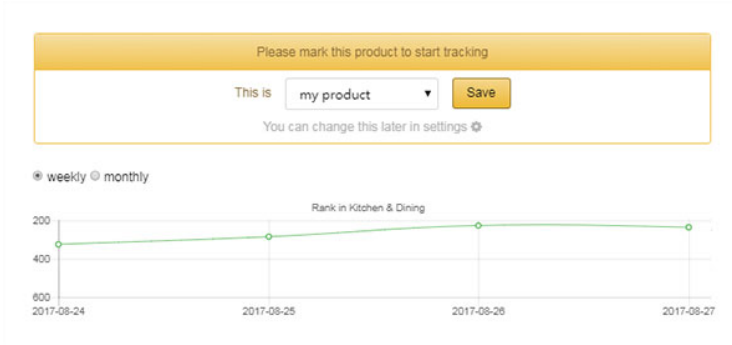 Please mark this product to start tracking
This is my product Save
You can change this later in settings
weekly monthly
Rank in Kitchen & Dining
200
400
600
2017-08-24 2017-08-25 2017-08-26 2017-08-27